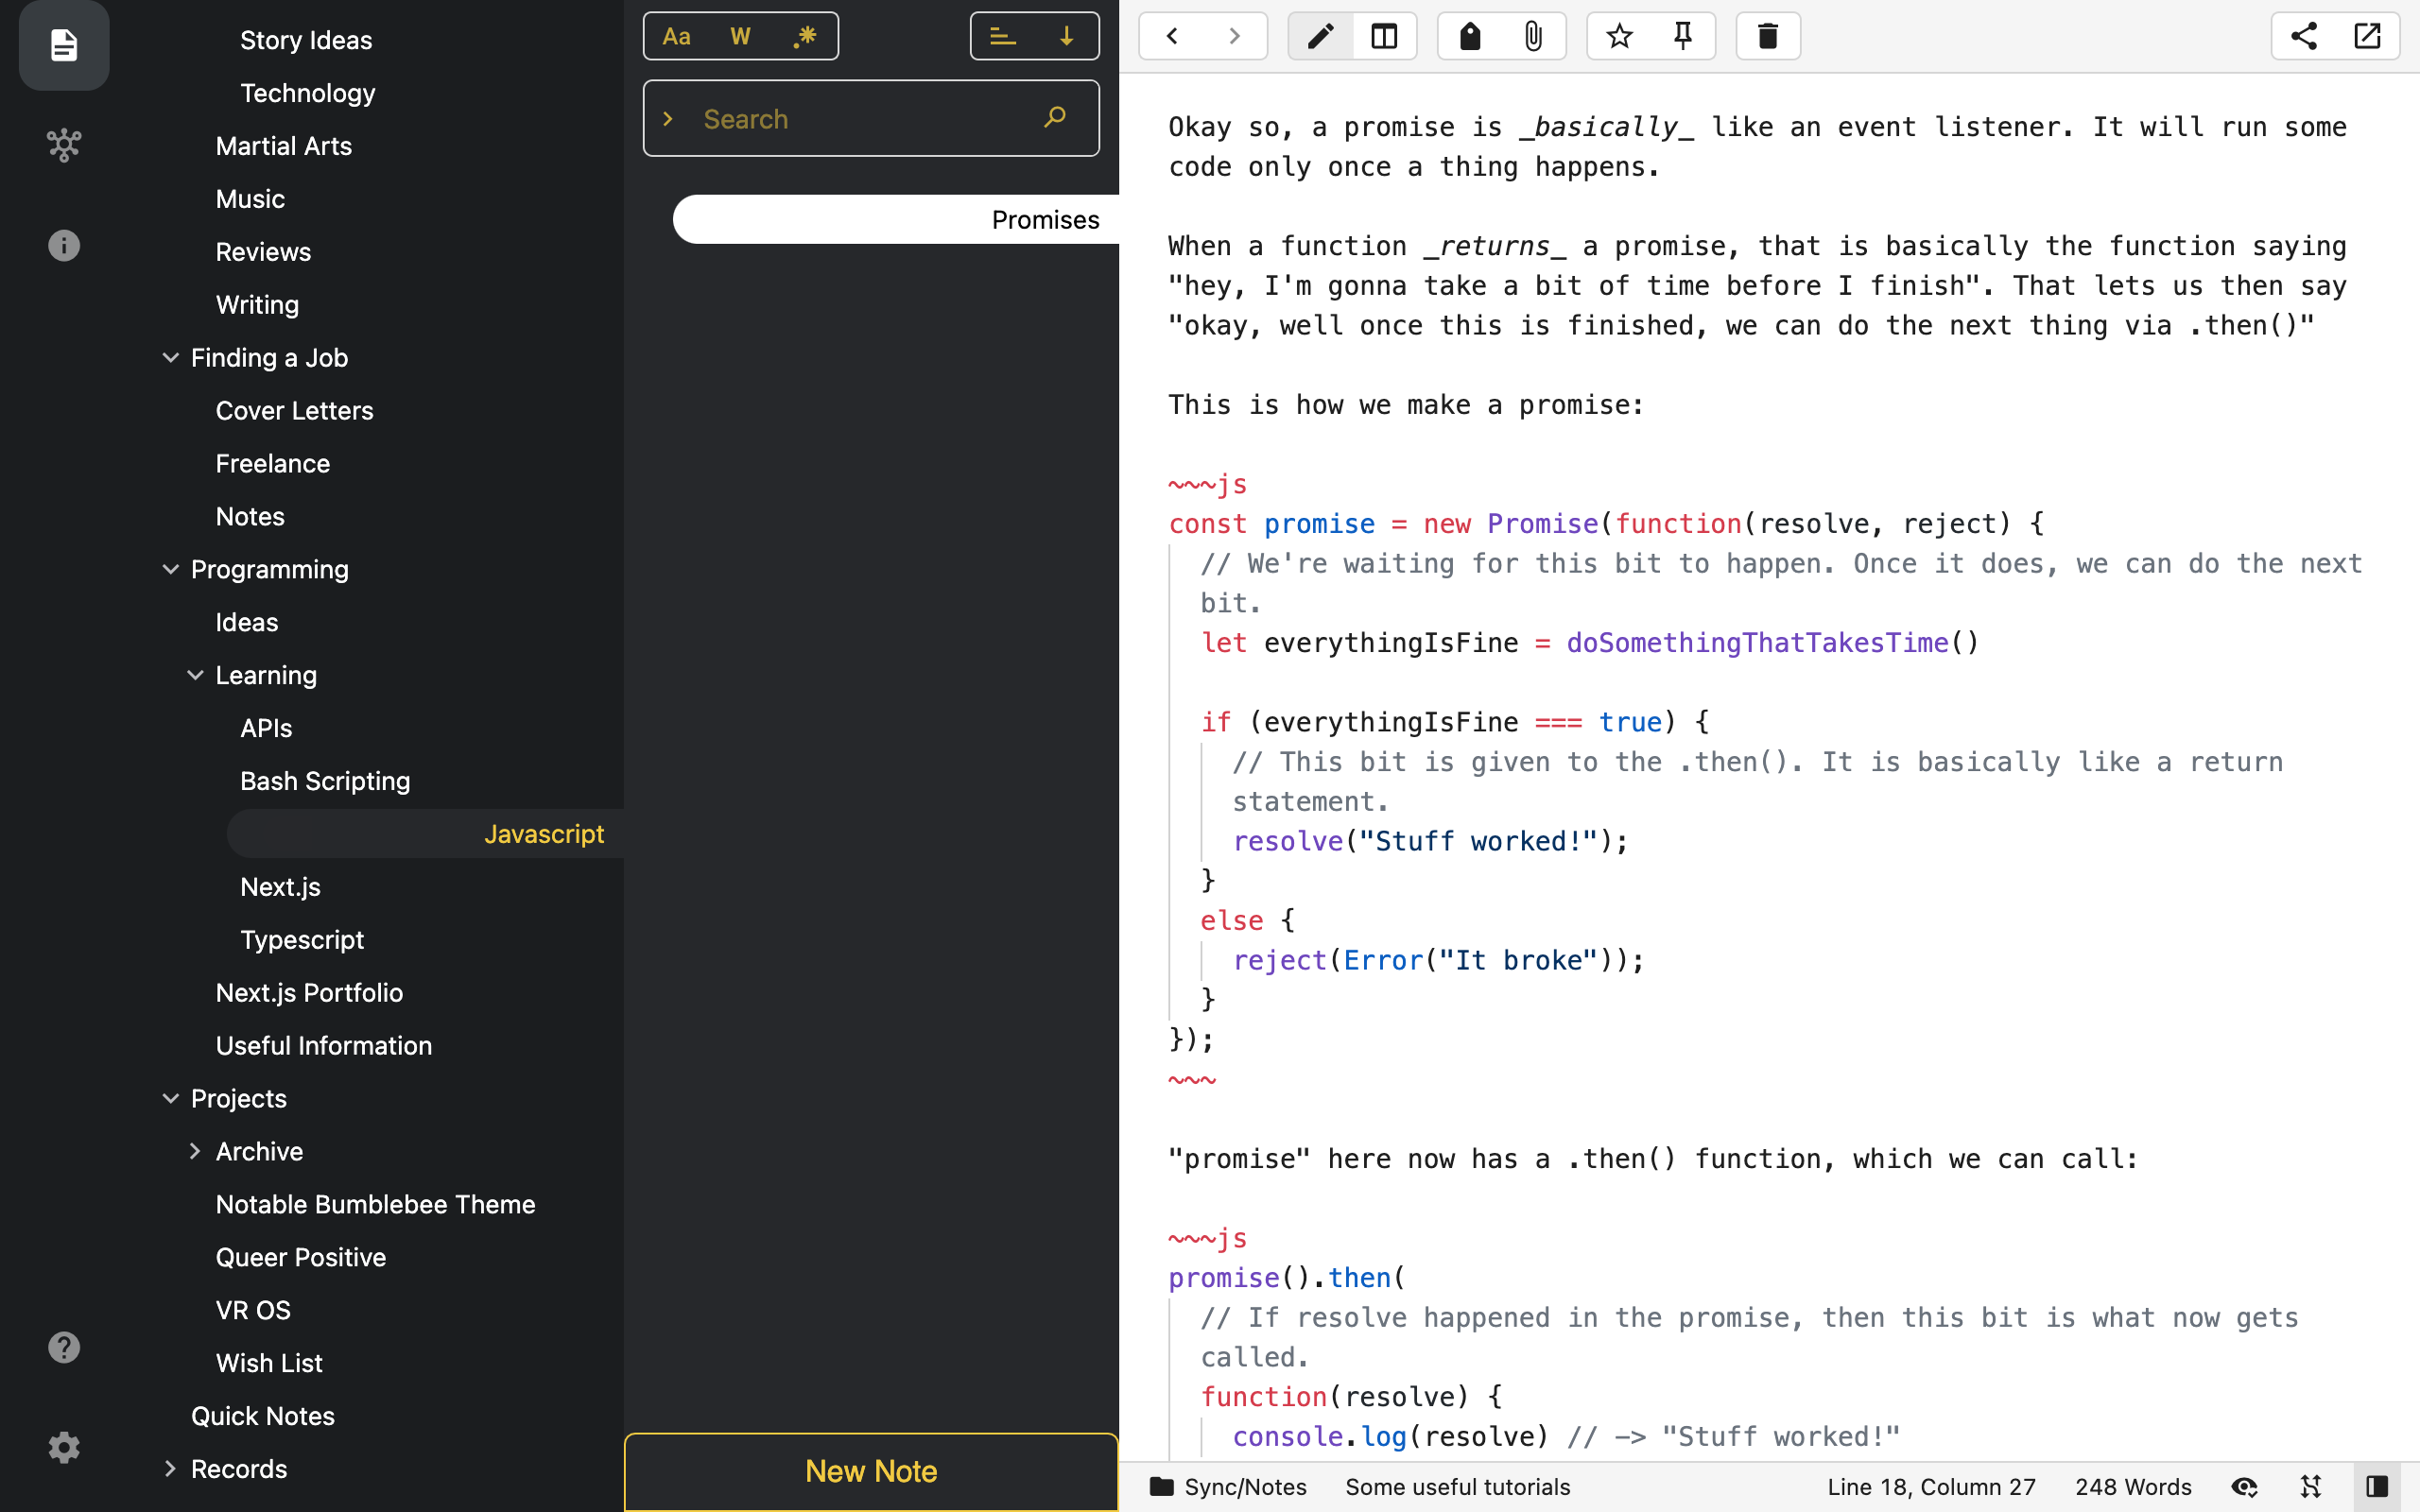 Story Ideas
Technology
Martial Arts
Music
Reviews
Writing
Finding a Job
Cover Letters
Freelance
Notes
Programming
Ideas
Learning
APIs
Bash Scripting
Javascript
Next.js
Typescript
Next.js Portfolio
Useful Information
Projects
Archive
Notable Bumblebee Theme
Queer Positive
VR OS
Wish List
Quick Notes
Records
Aa W .*
Search
Promises
New Note
Okay so, a promise is _basically_ like an event listener. It will run some
code only once a thing happens.
When a function _returns_ a promise, that is basically the function saying
"hey, I'm gonna take a bit of time before I finish". That lets us then say
"okay, well once this is finished, we can do the next thing via .then()"
This is how we make a promise:
~~~js
const promise = new Promise(function(resolve, reject) {
// We're waiting for this bit to happen. Once it does, we can do the next
bit.
let everythingIsFine = doSomethingThatTakesTime()
if (everythingIsFine === true) {
// This bit is given to the .then(). It is basically like a return
statement.
resolve("Stuff worked!");
}
else {
reject(Error("It broke"));
}
});
~~~
"promise" here now has a .then() function, which we can call:
~~~js
promise().then(
// If resolve happened in the promise, then this bit is what now gets
called.
function(resolve) {
console.log(resolve) // -> "Stuff worked!"
Sync/Notes Some useful tutorials Line 18, Column 27 248 Words